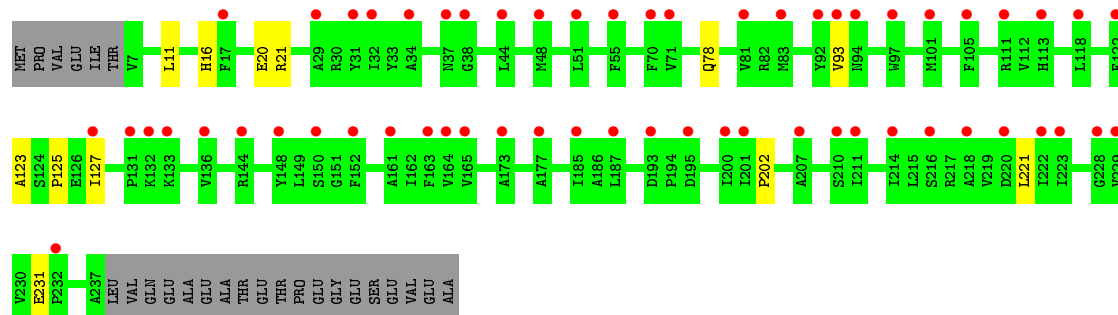 MET PRO VAL GLU ILE THR V7 L11 H16 F17 E20 R21 A29 R30 Y31 I32 Y33 A34 N37 G38 L44 M48 L51 F55 F70 V71 Q78 V81 R82 M83 Y92 V93 N94 W97 M101 F105 R111 V112 H113 L118
A123 S124 P125 E126 I127 P131 K132 K133 V136 R144 Y148 L149 S150 G151 F152 A161 I162 F163 V164 V165 A173 A177 I185 A186 L187 D193 P194 D195 I200 I201 P202 A207 S210 I211 I214 L215 S216 R217 A218 V219 D220 L221 I222 I223 G228
V230 E231 P232 A237 LEU VAL GLN GLU ALA GLU ALA THR GLU THR PRO GLU GLY GLU SER GLU VAL GLU ALA